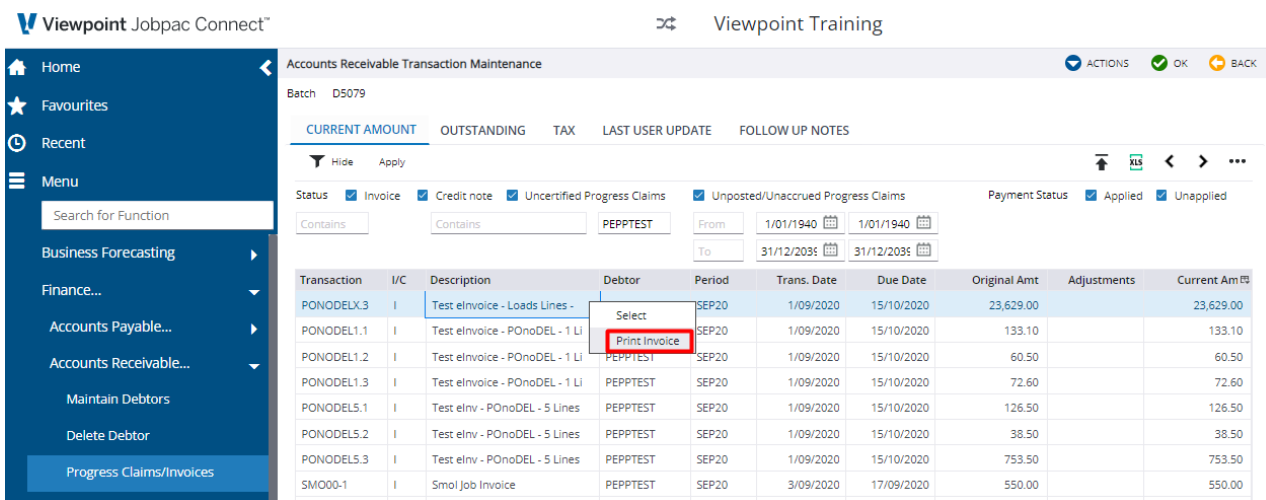 Viewpoint Jobpac Connect™ Viewpoint Training
Home
Favourites
Recent
Menu
Search for Function
Business Forecasting
Finance...
Accounts Payable...
Accounts Receivable...
Maintain Debtors
Delete Debtor
Progress Claims/Invoices
Accounts Receivable Transaction Maintenance ACTIONS OK BACK
Batch D5079
CURRENT AMOUNT OUTSTANDING TAX LAST USER UPDATE FOLLOW UP NOTES
Hide Apply XLS
Status Invoice Credit note Uncertified Progress Claims Unposted/Unaccrued Progress Claims Payment Status Applied Unapplied
Contains Contains PEPPTEST From 1/01/1940 1/01/1940
To 31/12/2039 31/12/2039
Transaction I/C Description Debtor Period Trans. Date Due Date Original Amt Adjustments Current Am
PONODELX.3 I Test eInvoice - Loads Lines - SEP20 1/09/2020 15/10/2020 23,629.00 23,629.00
Select
Print Invoice
PONODEL1.1 I Test eInvoice - POnoDEL - 1 Li SEP20 1/09/2020 15/10/2020 133.10 133.10
PONODEL1.2 I Test eInvoice - POnoDEL - 1 Li PEPPTEST SEP20 1/09/2020 15/10/2020 60.50 60.50
PONODEL1.3 I Test eInvoice - POnoDEL - 1 Li PEPPTEST SEP20 1/09/2020 15/10/2020 72.60 72.60
PONODEL5.1 I Test eInv - POnoDEL - 5 Lines PEPPTEST SEP20 1/09/2020 15/10/2020 126.50 126.50
PONODEL5.2 I Test eInv - POnoDEL - 5 Lines PEPPTEST SEP20 1/09/2020 15/10/2020 38.50 38.50
PONODEL5.3 I Test eInv - POnoDEL - 5 Lines PEPPTEST SEP20 1/09/2020 15/10/2020 753.50 753.50
SMO00-1 I Smol Job Invoice PEPPTEST SEP20 3/09/2020 17/09/2020 550.00 550.00